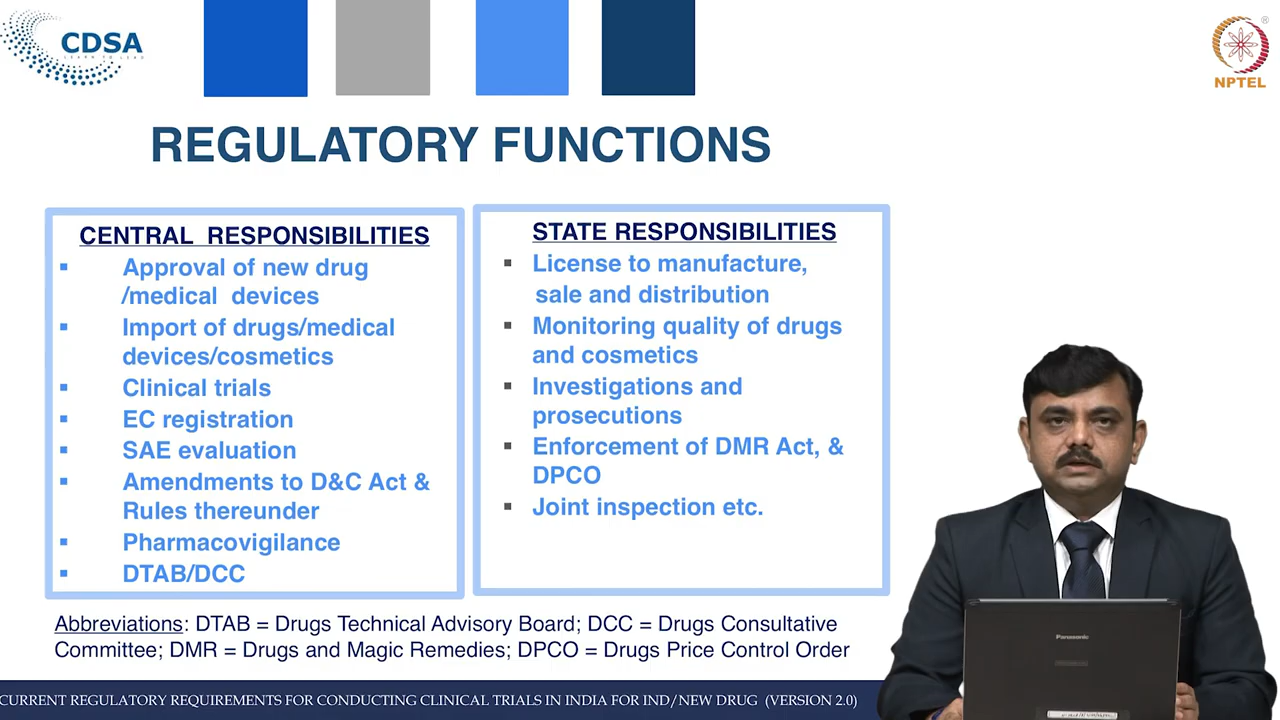 CDSA
LEARN TO LEAD
®
NPTEL
REGULATORY FUNCTIONS
CENTRAL RESPONSIBILITIES
▪ Approval of new drug
/medical devices
▪ Import of drugs/medical
devices/cosmetics
▪ Clinical trials
▪ EC registration
▪ SAE evaluation
▪ Amendments to D&C Act &
Rules thereunder
▪ Pharmacovigilance
▪ DTAB/DCC
STATE RESPONSIBILITIES
▪ License to manufacture,
sale and distribution
▪ Monitoring quality of drugs
and cosmetics
▪ Investigations and
prosecutions
▪ Enforcement of DMR Act, &
DPCO
▪ Joint inspection etc.
Abbreviations: DTAB = Drugs Technical Advisory Board; DCC = Drugs Consultative
Committee; DMR = Drugs and Magic Remedies; DPCO = Drugs Price Control Order
Panasonic
CURRENT REGULATORY REQUIREMENTS FOR CONDUCTING CLINICAL TRIALS IN INDIA FOR IND/NEW DRUG (VERSION 2.0)